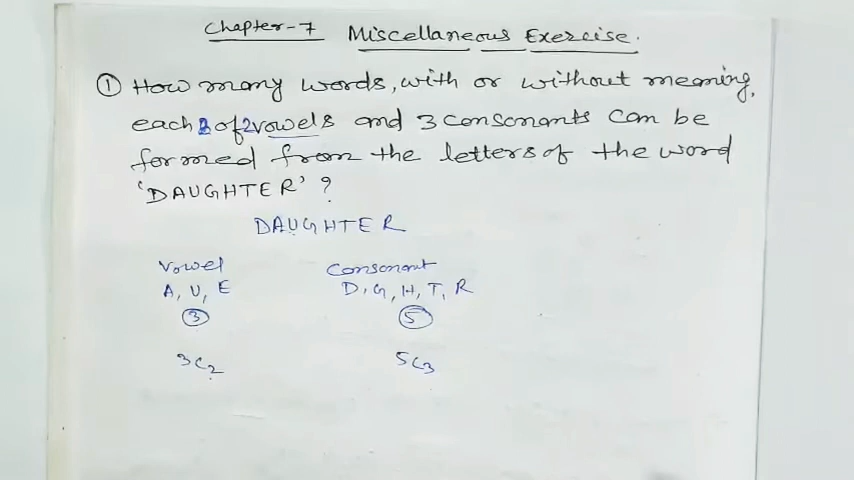 Chapter-7 Miscellaneous Exercise.
① How many words, with or without meaning,
each of 2 vowels and 3 consonants can be
formed from the letters of the word
'DAUGHTER' ?
DAUGHTER
Vowel Consonant
A, U, E D, G, H, T, R
③ ⑤
3C2 5C3